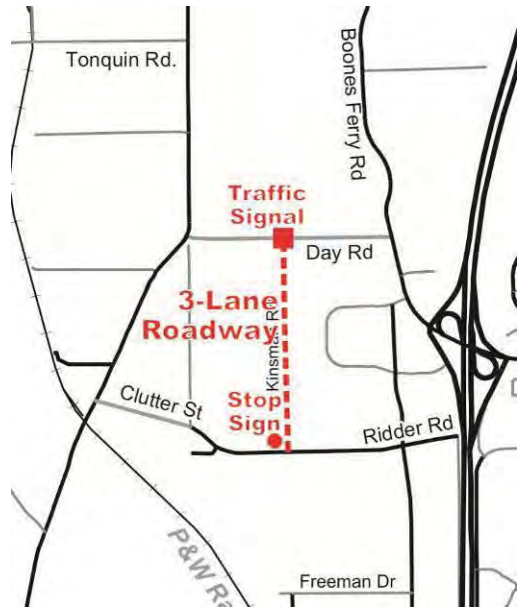 Tonquin Rd.
Boones Ferry Rd
Traffic
Signal
Day Rd
3-Lane
Roadway
Kinsman Rd
Clutter St
Stop
Sign
Ridder Rd
P&W Ra
Freeman Dr